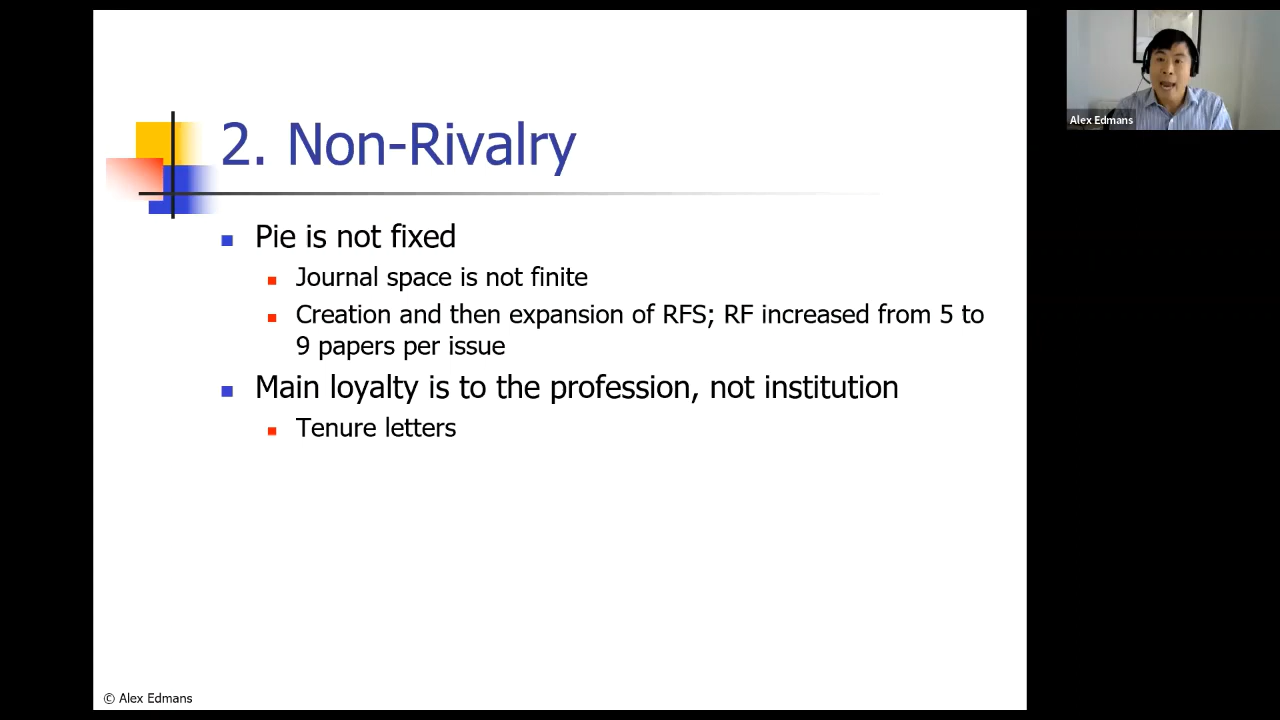 2. Non-Rivalry
Pie is not fixed
Journal space is not finite
Creation and then expansion of RFS; RF increased from 5 to
9 papers per issue
Main loyalty is to the profession, not institution
Tenure letters
© Alex Edmans
Alex Edmans